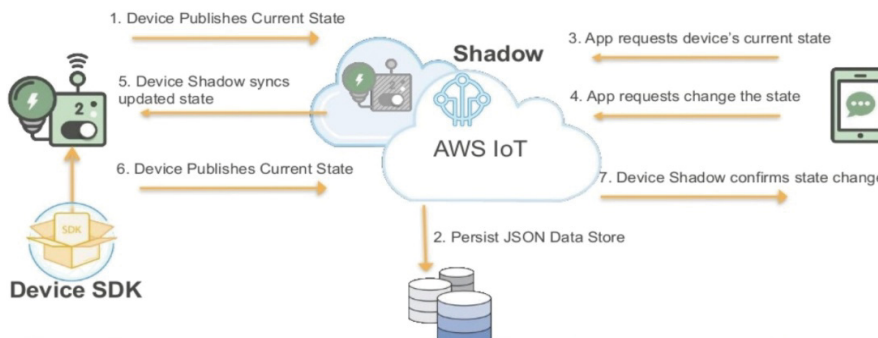 1. Device Publishes Current State
Shadow
3. App requests device's current state
5. Device Shadow syncs
updated state
4. App requests change the state
2
AWS IoT
6. Device Publishes Current State
7. Device Shadow confirms state change
SDK
2. Persist JSON Data Store
Device SDK